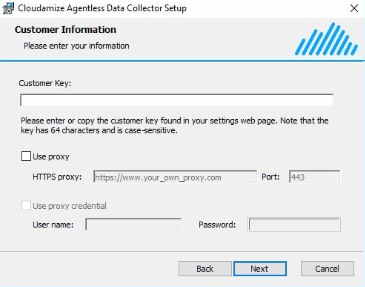 Cloudamize Agentless Data Collector Setup
Customer Information
Please enter your information
Customer Key:
Please enter or copy the customer key found in your settings web page. Note that the
key has 64 characters and is case-sensitive.
Use proxy
HTTPS proxy: https://www.your_own_proxy.com Port: 443
Use proxy credential
User name: Password:
Back Next Cancel